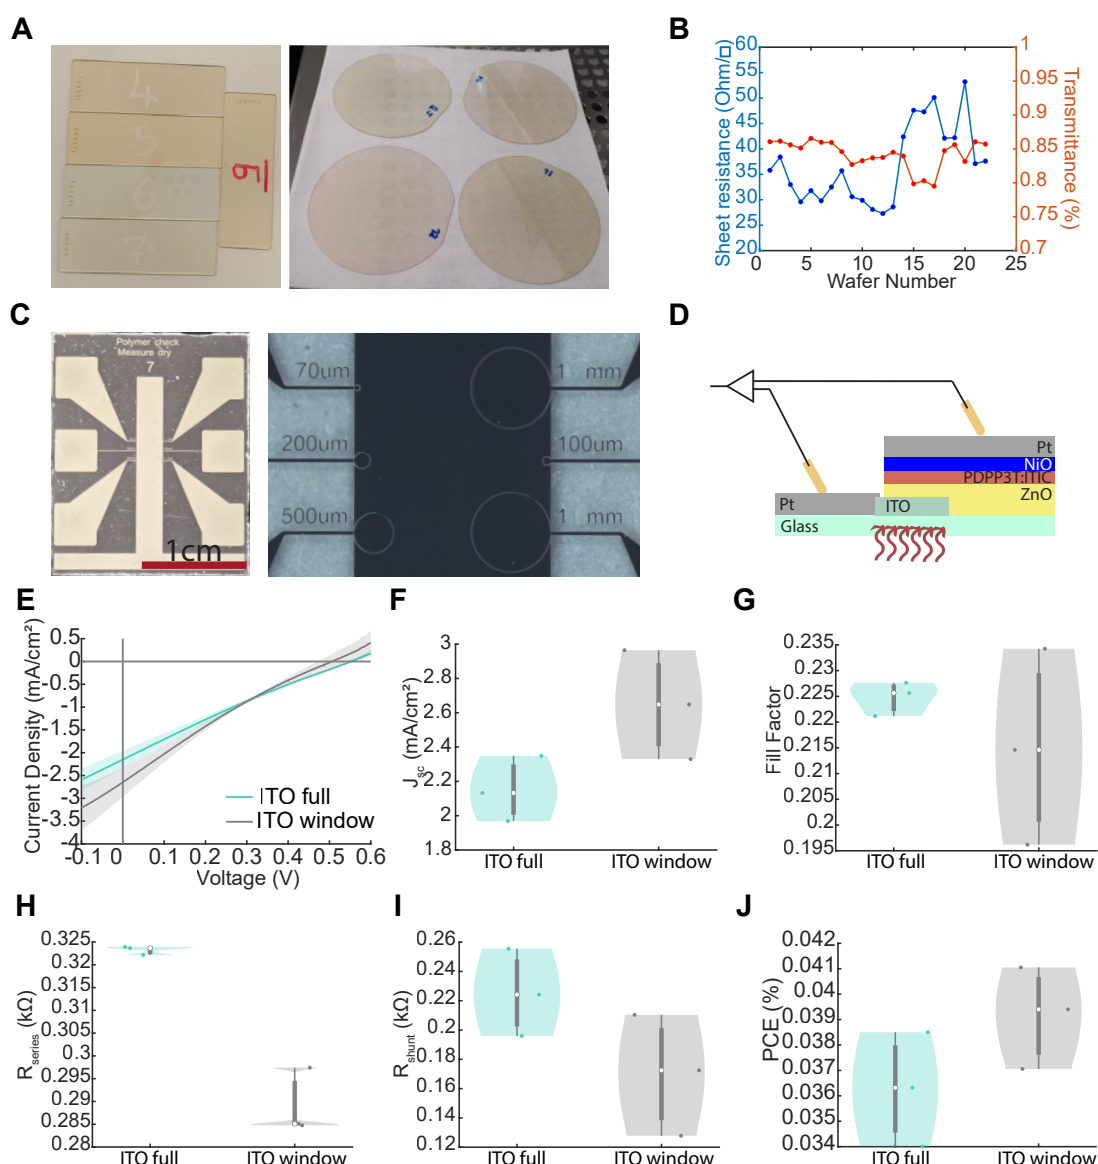 A
4
5
6
7
5
B
Sheet resistance (Ohm/□)
60
55
50
45
40
35
30
25
20
Transmittance (%)
1
0.95
0.9
0.85
0.8
0.75
0.7
0
5
10
15
20
25
Wafer Number
C
Polymer check
Measure dry
7
1cm
70um
1 mm
200um
100um
500um
1 mm
D
Pt
NiO
PDPP3T:ITIC
ZnO
Pt
ITO
Glass
E
Current Density (mA/cm²)
0.5
0
-0.5
-1
-1.5
-2
-2.5
-3
-3.5
-4
-0.1
0
0.1
0.2
0.3
0.4
0.5
0.6
Voltage (V)
ITO full
ITO window
F
Jsc (mA/cm²)
3
2.8
2.6
2.4
2.2
2
1.8
ITO full
ITO window
G
Fill Factor
0.235
0.23
0.225
0.22
0.215
0.21
0.205
0.2
0.195
ITO full
ITO window
H
Rseries (kΩ)
0.325
0.32
0.315
0.31
0.305
0.3
0.295
0.29
0.285
0.28
ITO full
ITO window
I
Rshunt (kΩ)
0.26
0.24
0.22
0.2
0.18
0.16
0.14
0.12
ITO full
ITO window
J
PCE (%)
0.042
0.041
0.04
0.039
0.038
0.037
0.036
0.035
0.034
ITO full
ITO window